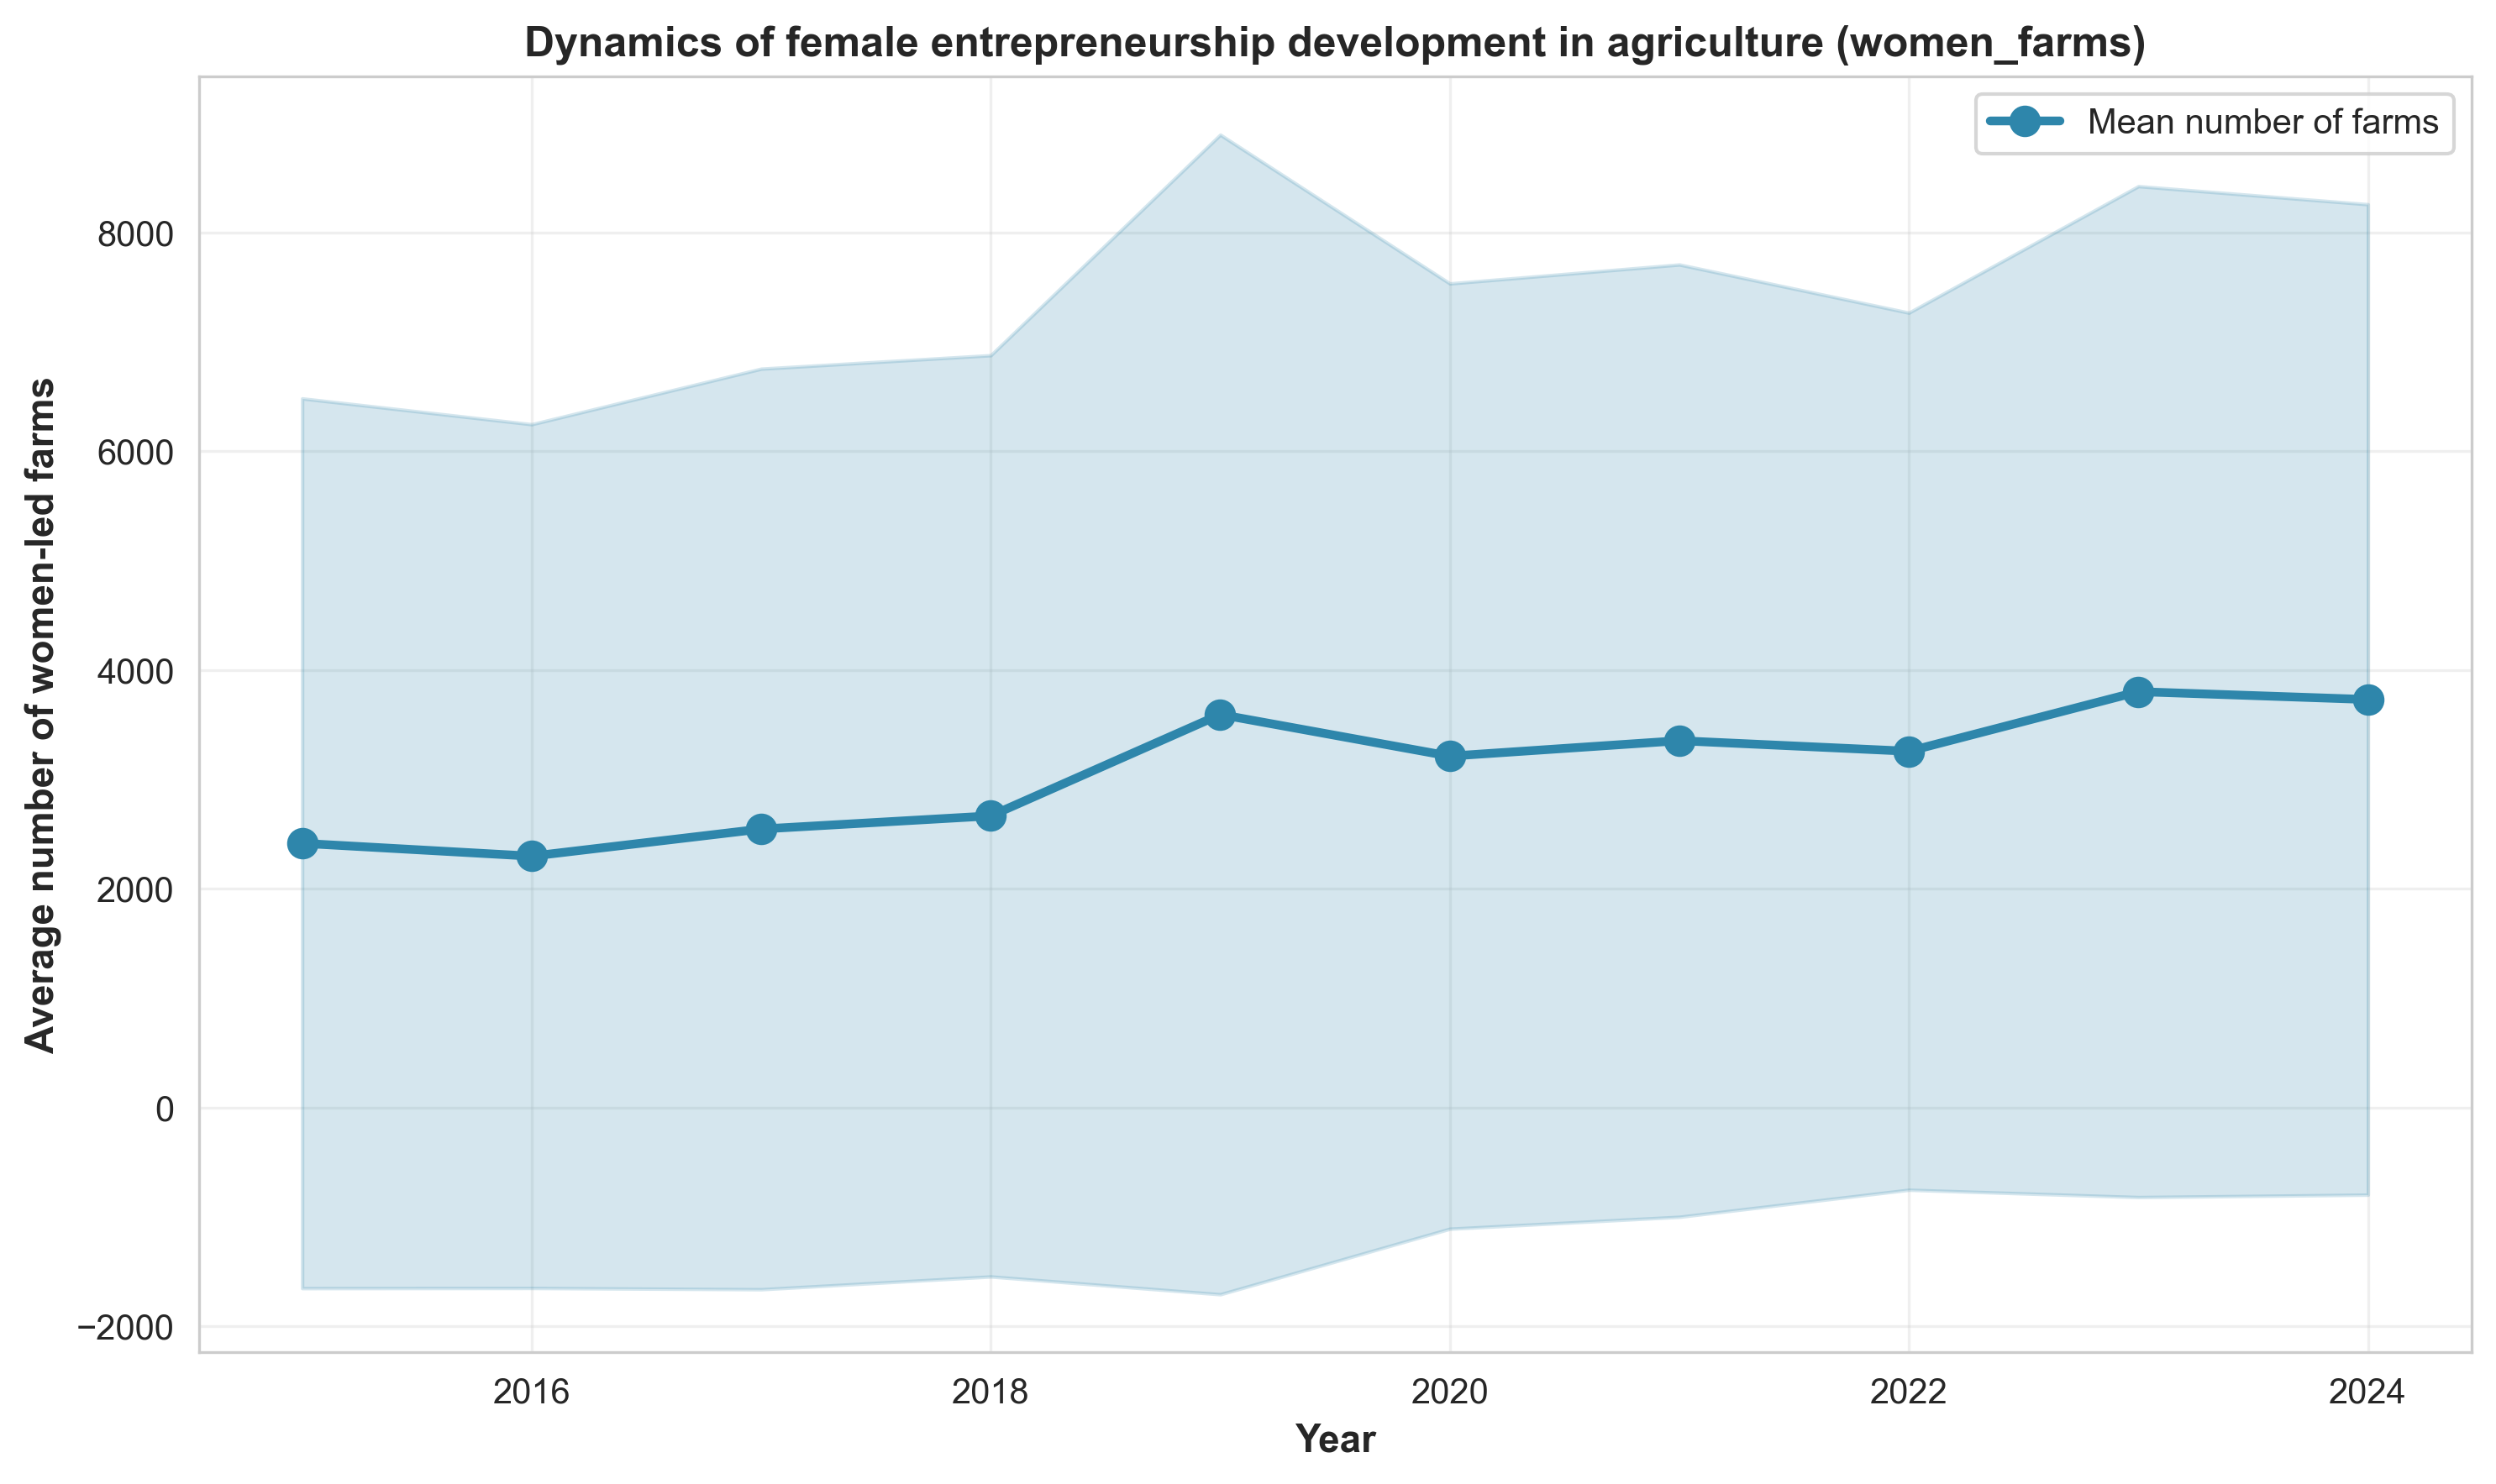 Dynamics of female entrepreneurship development in agriculture (women_farms)
Mean number of farms
Average number of women-led farms
8000
6000
4000
2000
0
−2000
2016 2018 2020 2022 2024
Year